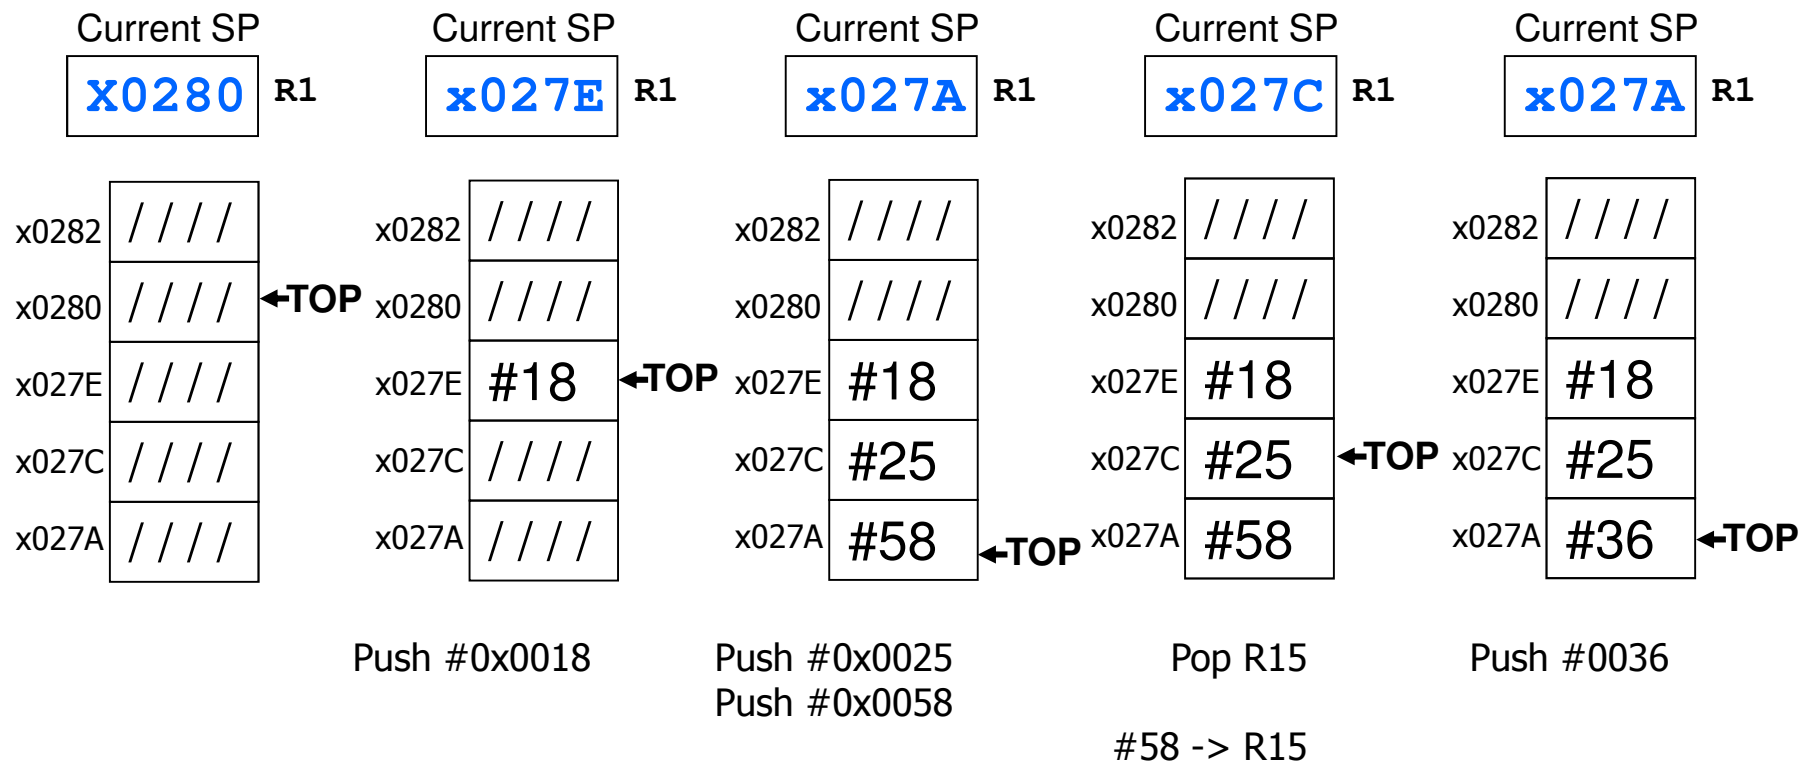 Current SP Current SP Current SP Current SP Current SP
X0280 R1 x027E R1 x027A R1 x027C R1 x027A R1
x0282 //// x0282 //// x0282 //// x0282 //// x0282 ////
x0280 //// TOP x0280 //// x0280 //// x0280 //// x0280 ////
x027E //// x027E #18 TOP x027E #18 x027E #18 x027E #18
x027C //// x027C //// x027C #25 x027C #25 TOP x027C #25
x027A //// x027A //// x027A #58 TOP x027A #58 x027A #36 TOP
Push #0x0018 Push #0x0025 Pop R15 Push #0036
Push #0x0058
#58 -> R15